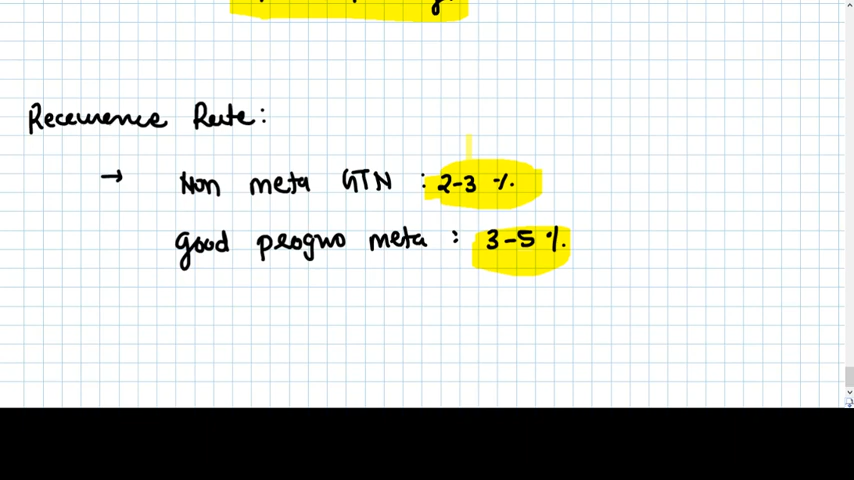 Recurrence Rate:
→ Non meta GTN : 2-3 %.
good progno meta : 3-5 %.